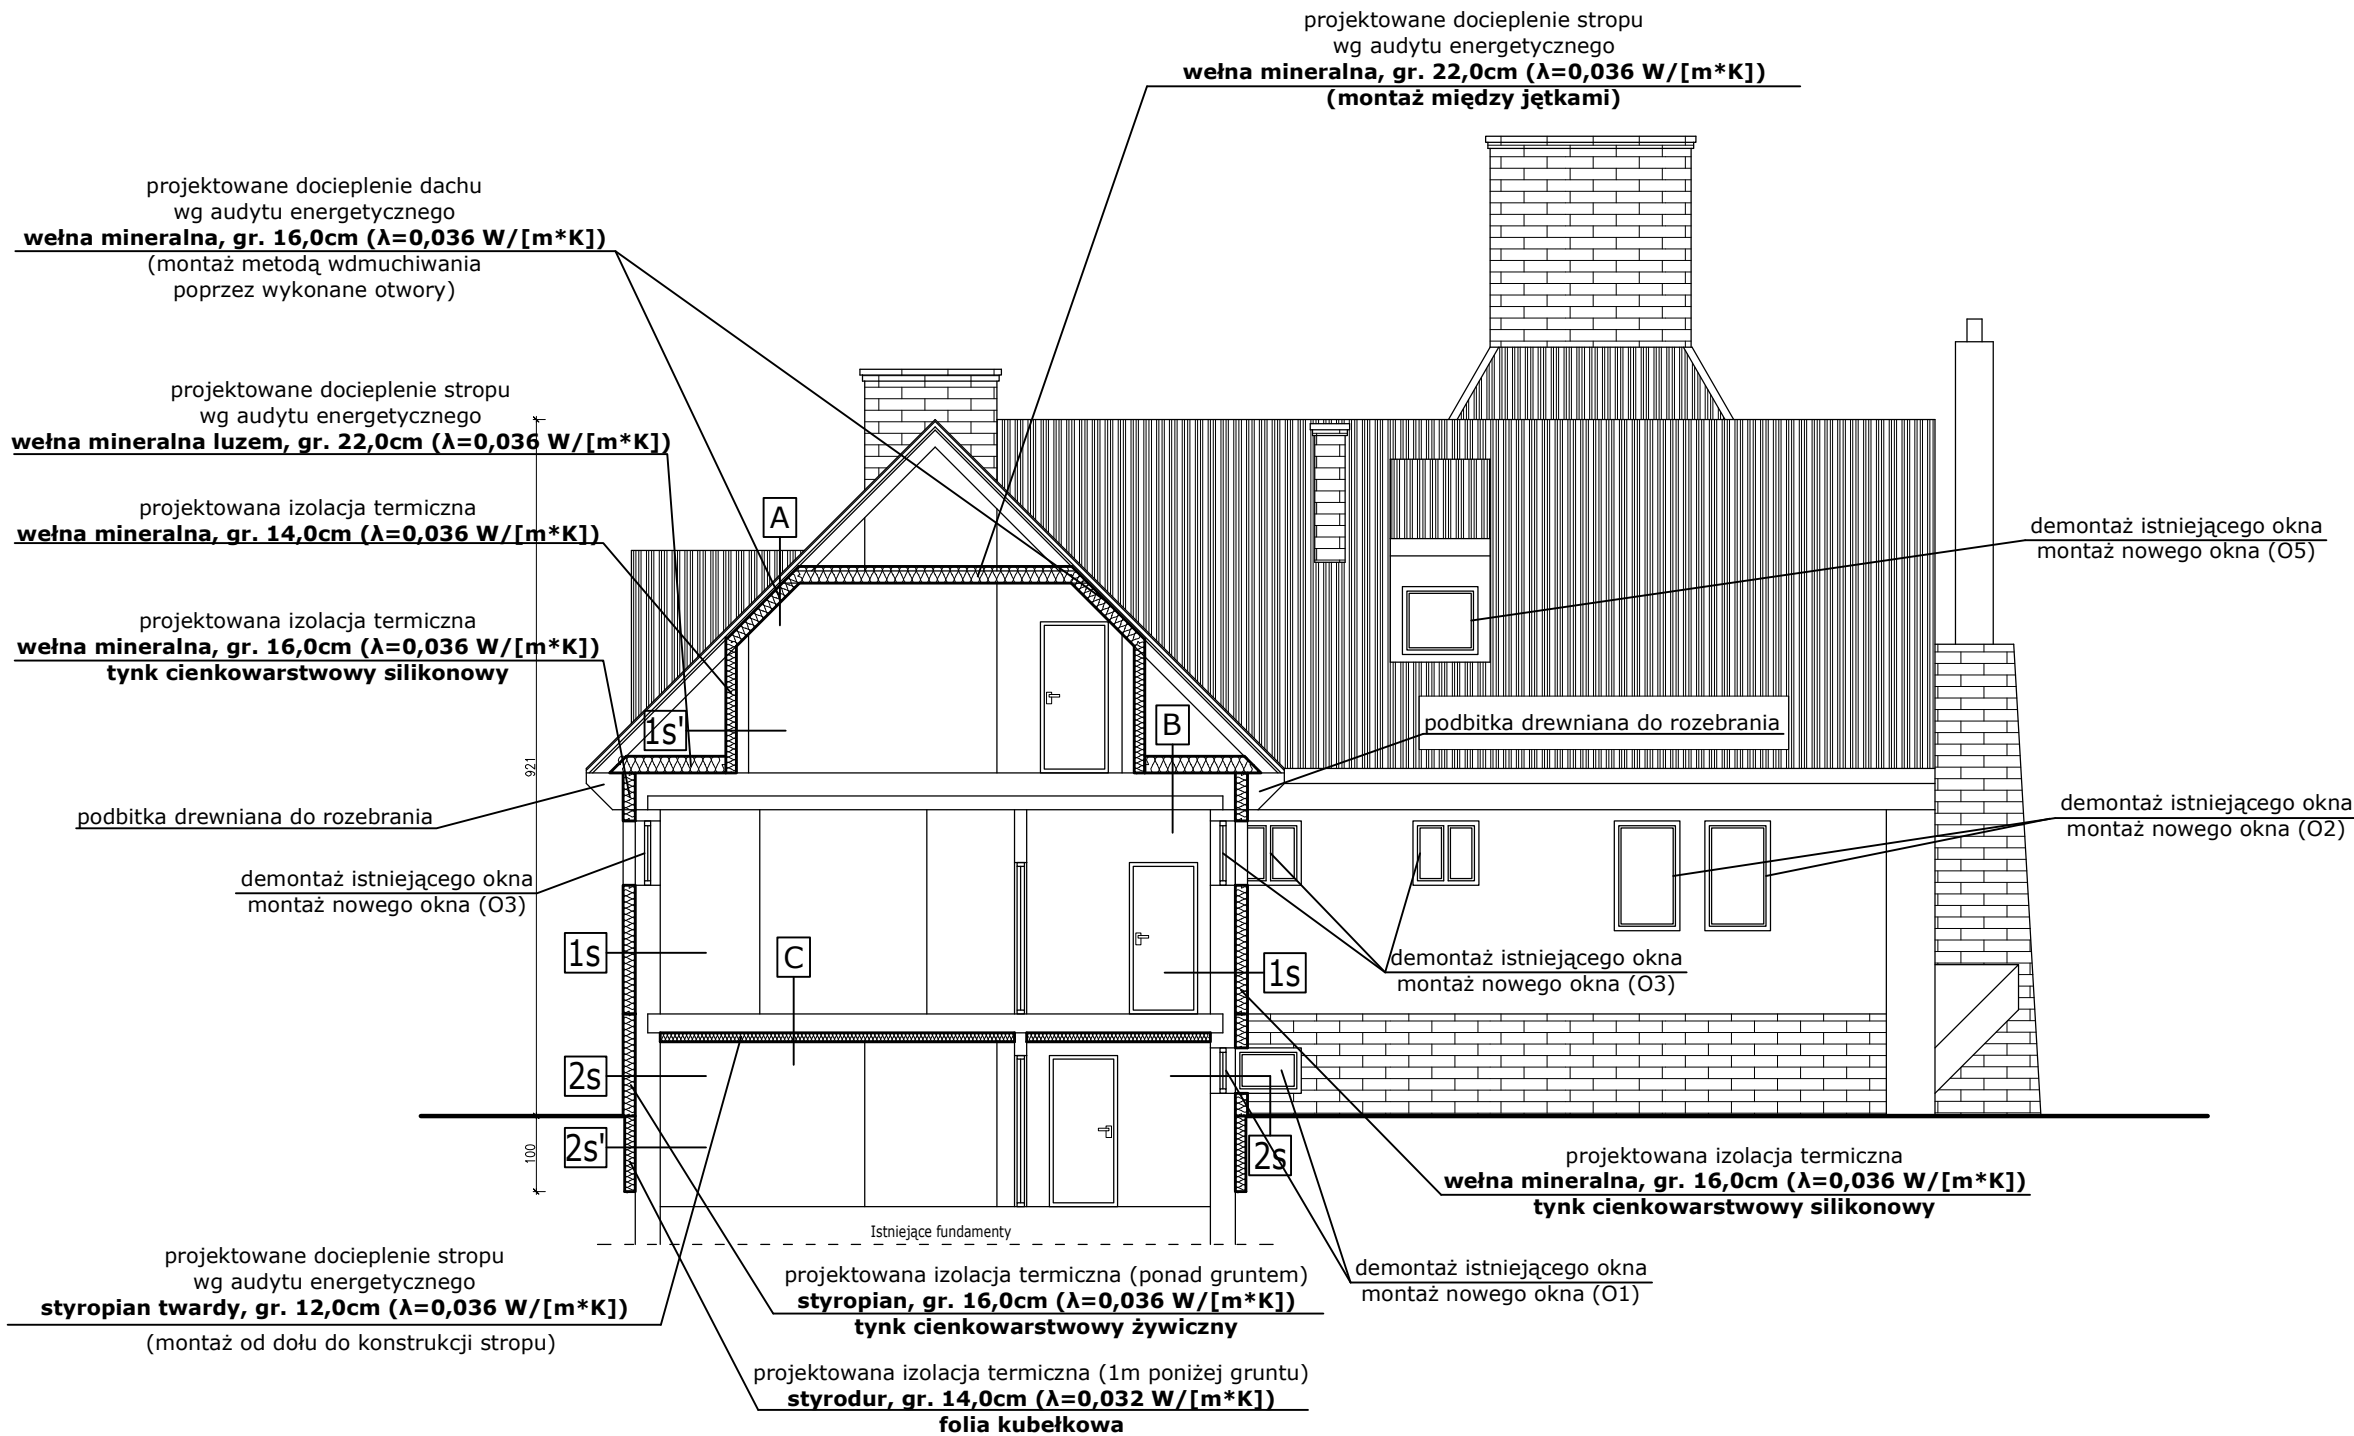 projektowane docieplenie stropu
wg audytu energetycznego
wełna mineralna, gr. 22,0cm (λ=0,036 W/[m*K])
(montaż między jętkami)
projektowane docieplenie dachu
wg audytu energetycznego
wełna mineralna, gr. 16,0cm (λ=0,036 W/[m*K])
(montaż metodą wdmuchiwania
poprzez wykonane otwory)
projektowane docieplenie stropu
wg audytu energetycznego
wełna mineralna luzem, gr. 22,0cm (λ=0,036 W/[m*K])
projektowana izolacja termiczna
wełna mineralna, gr. 14,0cm (λ=0,036 W/[m*K])
projektowana izolacja termiczna
wełna mineralna, gr. 16,0cm (λ=0,036 W/[m*K])
tynk cienkowarstwowy silikonowy
A
demontaż istniejącego okna
montaż nowego okna (O5)
1s'
B
podbitka drewniana do rozebrania
921
podbitka drewniana do rozebrania
demontaż istniejącego okna
montaż nowego okna (O2)
demontaż istniejącego okna
montaż nowego okna (O3)
1s
C
1s
demontaż istniejącego okna
montaż nowego okna (O3)
2s
2s'
100
2s
projektowana izolacja termiczna
wełna mineralna, gr. 16,0cm (λ=0,036 W/[m*K])
tynk cienkowarstwowy silikonowy
Istniejące fundamenty
projektowane docieplenie stropu
wg audytu energetycznego
styropian twardy, gr. 12,0cm (λ=0,036 W/[m*K])
(montaż od dołu do konstrukcji stropu)
projektowana izolacja termiczna (ponad gruntem)
styropian, gr. 16,0cm (λ=0,036 W/[m*K])
tynk cienkowarstwowy żywiczny
demontaż istniejącego okna
montaż nowego okna (O1)
projektowana izolacja termiczna (1m poniżej gruntu)
styrodur, gr. 14,0cm (λ=0,032 W/[m*K])
folia kubełkowa